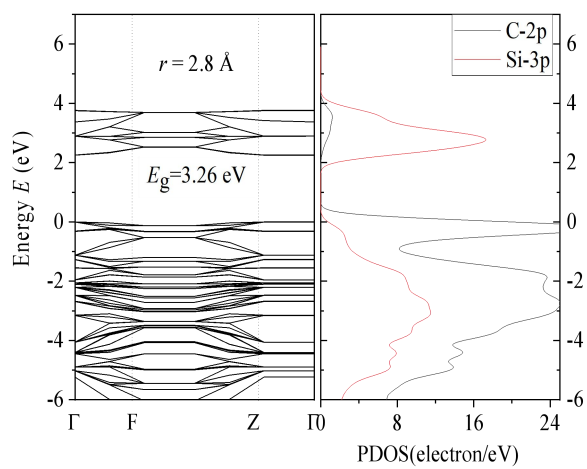 Energy E (eV)
6
4
2
0
-2
-4
-6
r = 2.8 Å
Eg=3.26 eV
Γ F Z Γ
C-2p
Si-3p
6
4
2
0
-2
-4
-6
0 8 16 24
PDOS(electron/eV)